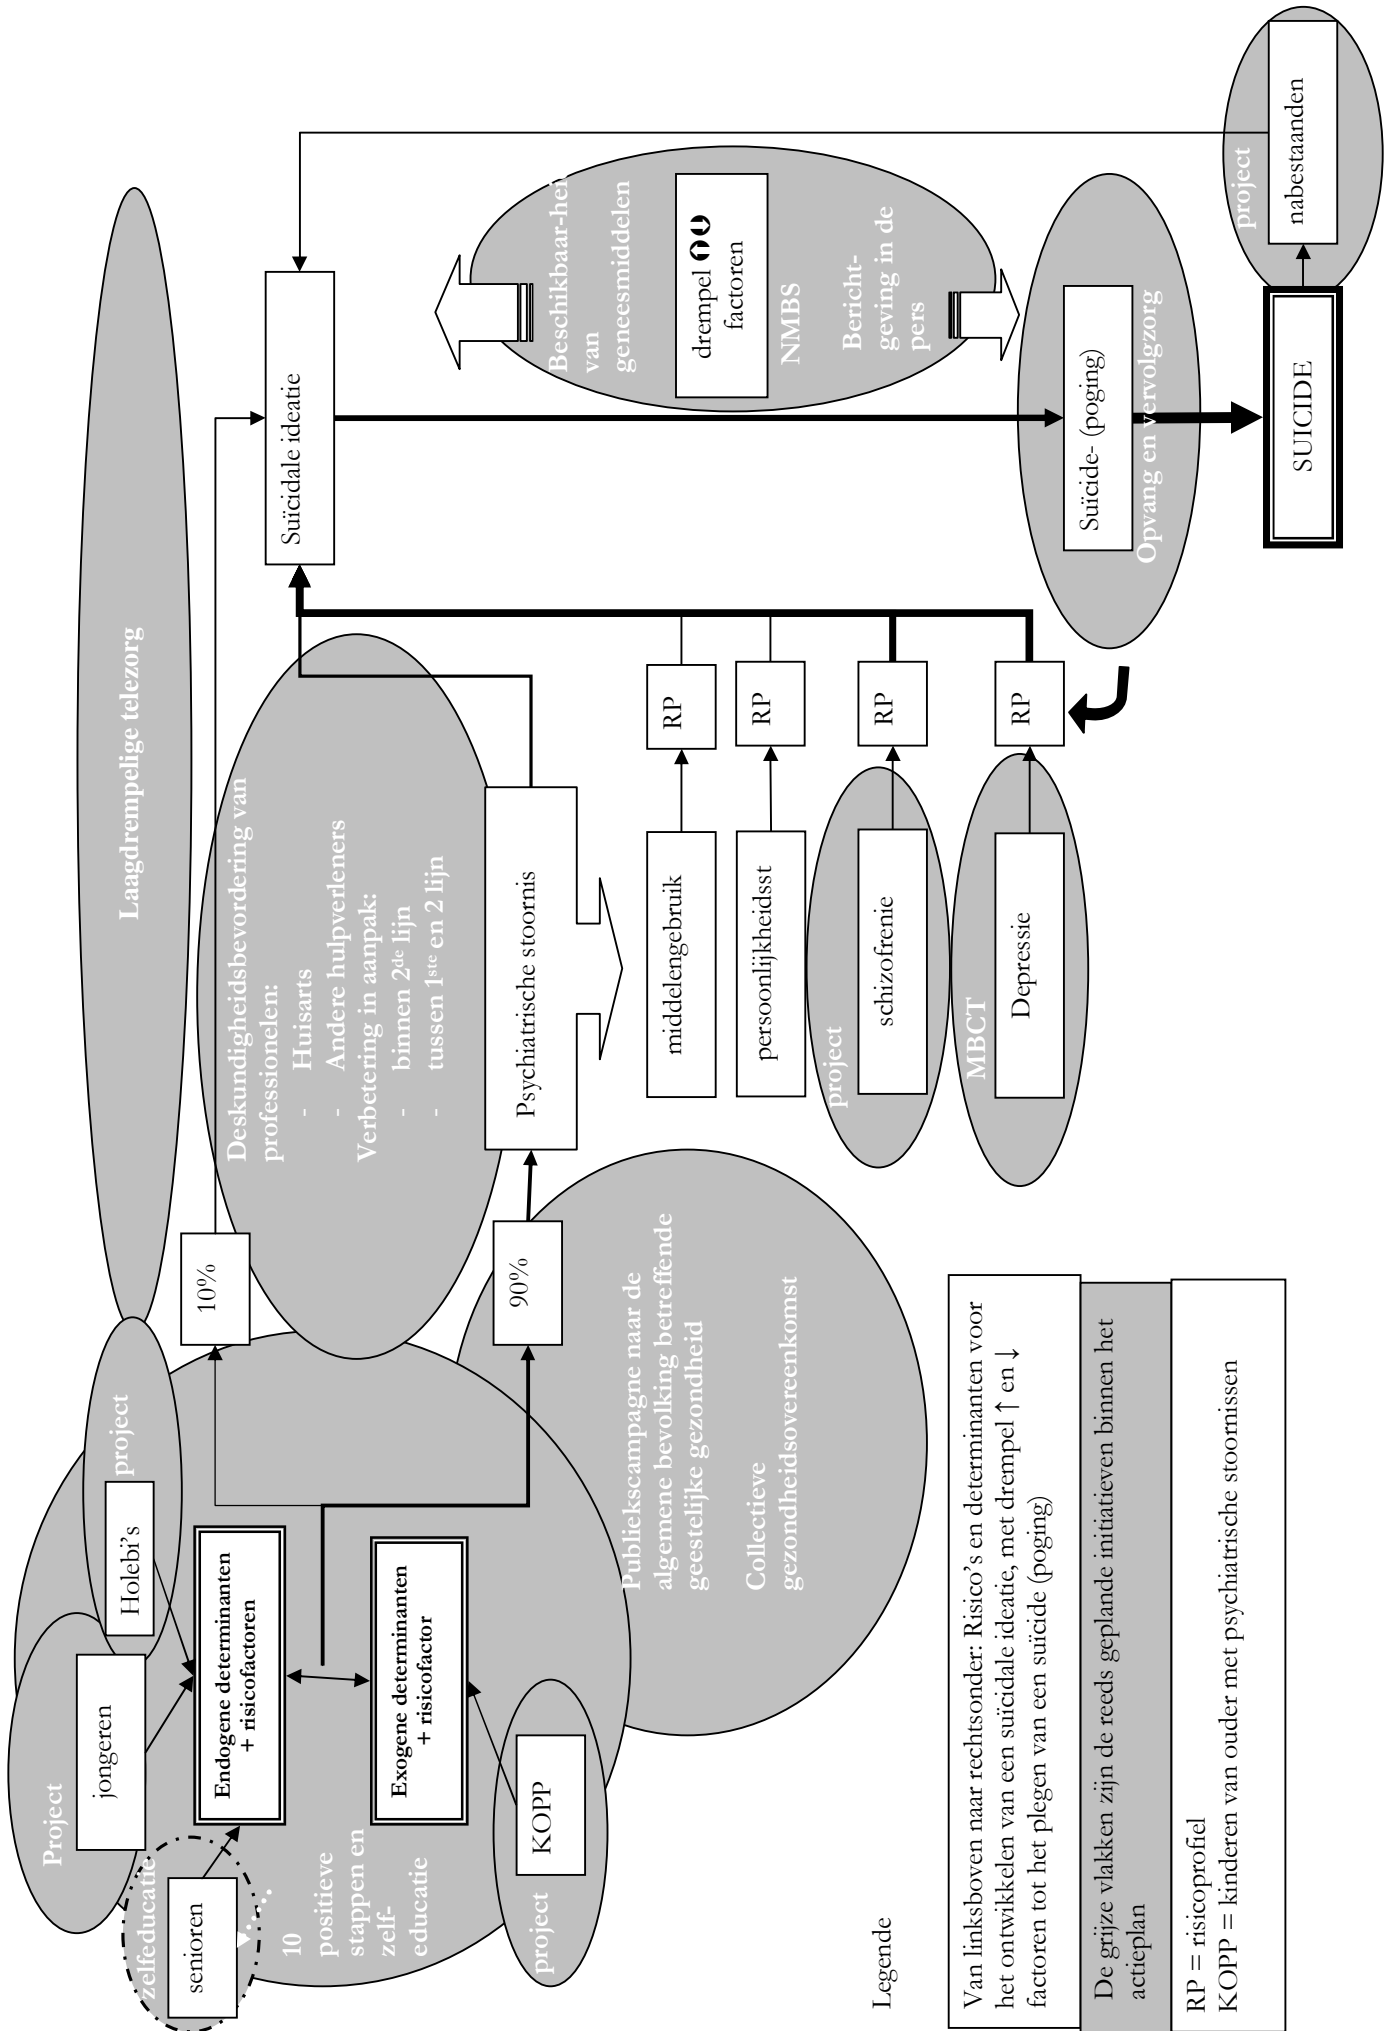 Laagdrempelige telezorg
Project
jongeren
Holebi's
project
zelfeducatie
senioren
10%
Endogene determinanten
+ risicofactoren
Exogene determinanten
+ risicofactor
10
positieve
stappen en
zelf-
educatie
KOPP
project
90%
Deskundigheidsbevordering van
professionelen:
- Huisarts
- Andere hulpverleners
Verbetering in aanpak:
- binnen 2de lijn
- tussen 1ste en 2 lijn
Psychiatrische stoornis
Publiekscampagne naar de
algemene bevolking betreffende
geestelijke gezondheid
Collectieve
gezondheidsovereenkomst
middelengebruik
RP
persoonlijkheidsst
RP
project
schizofrenie
RP
MBCT
Depressie
RP
Suïcidale ideatie
Beschikbaar-hei
van
geneesmiddelen
drempel
factoren
NMBS
Bericht-
geving in de
pers
Suïcide- (poging)
Opvang en vervolgzorg
SUICIDE
project
nabestaanden
Legende
Van linksboven naar rechtsonder: Risico's en determinanten voor
het ontwikkelen van een suïcidale ideatie, met drempel ↑ en ↓
factoren tot het plegen van een suïcide (poging)
De grijze vlakken zijn de reeds geplande initiatieven binnen het
actieplan
RP = risicoprofiel
KOPP = kinderen van ouder met psychiatrische stoornissen